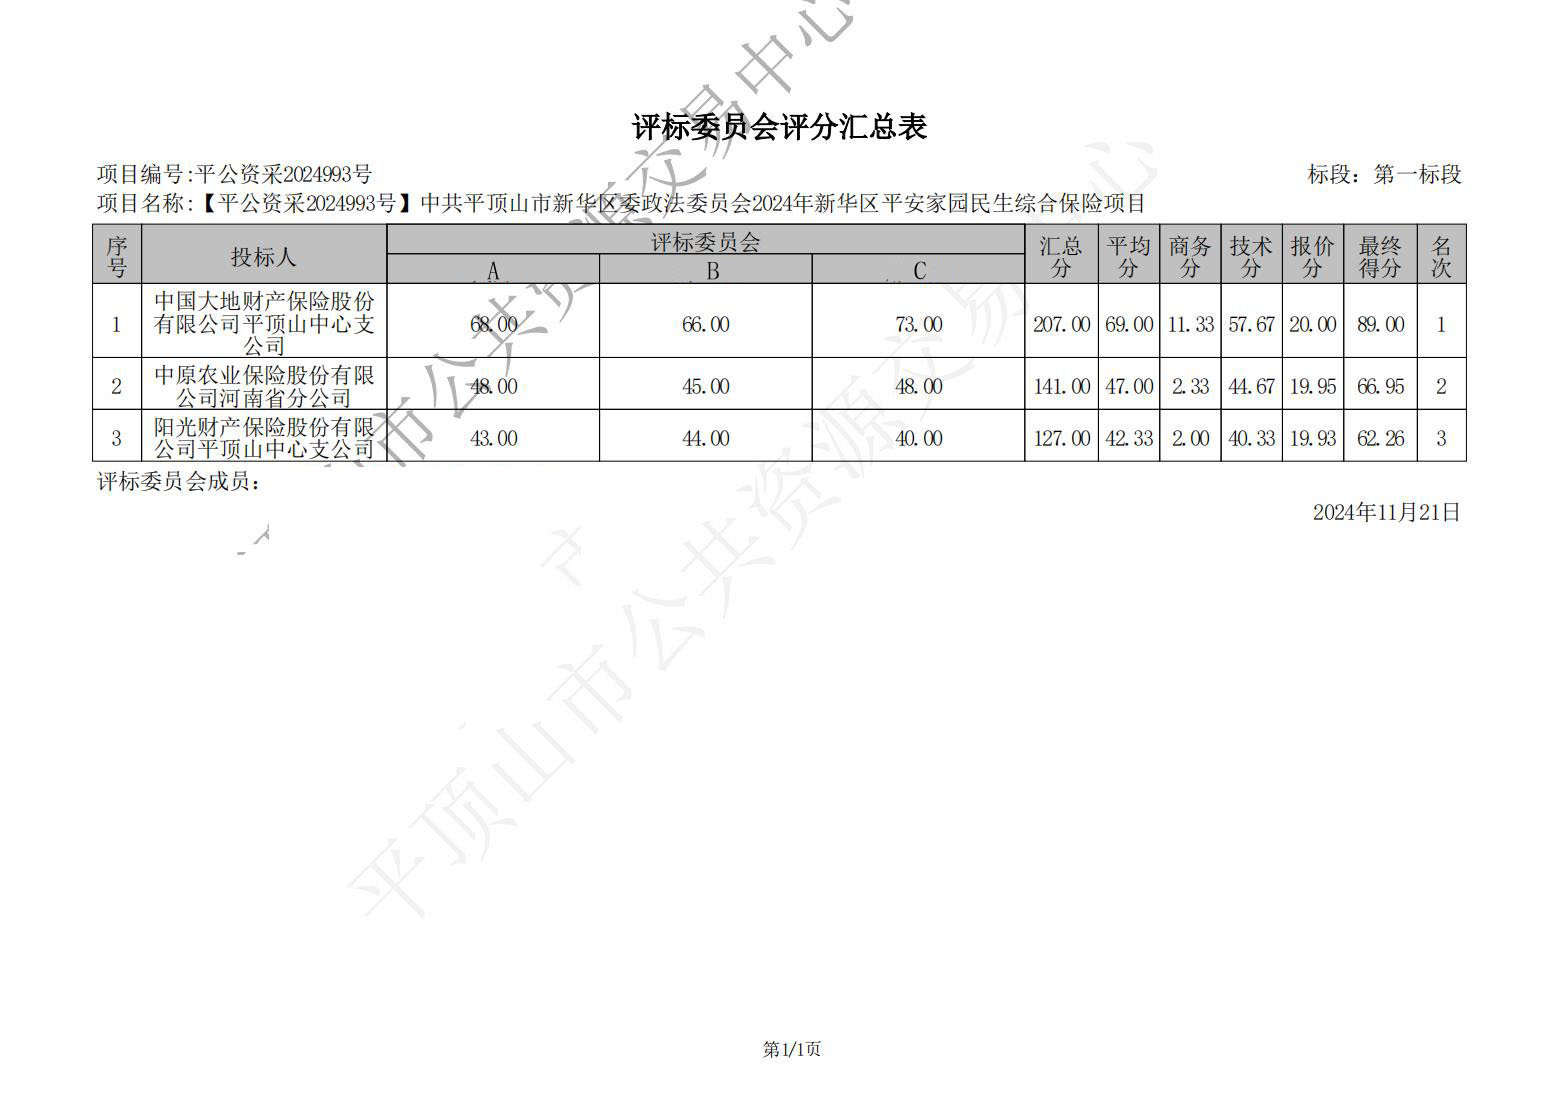 评标委员会评分汇总表
项目编号:平公资采2024993号 标段：第一标段
项目名称:【平公资采2024993号】中共平顶山市新华区委政法委员会2024年新华区平安家园民生综合保险项目
序号 投标人 评标委员会 汇总分 平均分 商务分 技术分 报价分 最终得分 名次
A B C
1 中国大地财产保险股份有限公司平顶山中心支公司 68.00 66.00 73.00 207.00 69.00 11.33 57.67 20.00 89.00 1
2 中原农业保险股份有限公司河南省分公司 48.00 45.00 48.00 141.00 47.00 2.33 44.67 19.95 66.95 2
3 阳光财产保险股份有限公司平顶山中心支公司 43.00 44.00 40.00 127.00 42.33 2.00 40.33 19.93 62.26 3
评标委员会成员：
2024年11月21日
平顶山市公共资源交易中心
山市公共资源交易中心
第1/1页